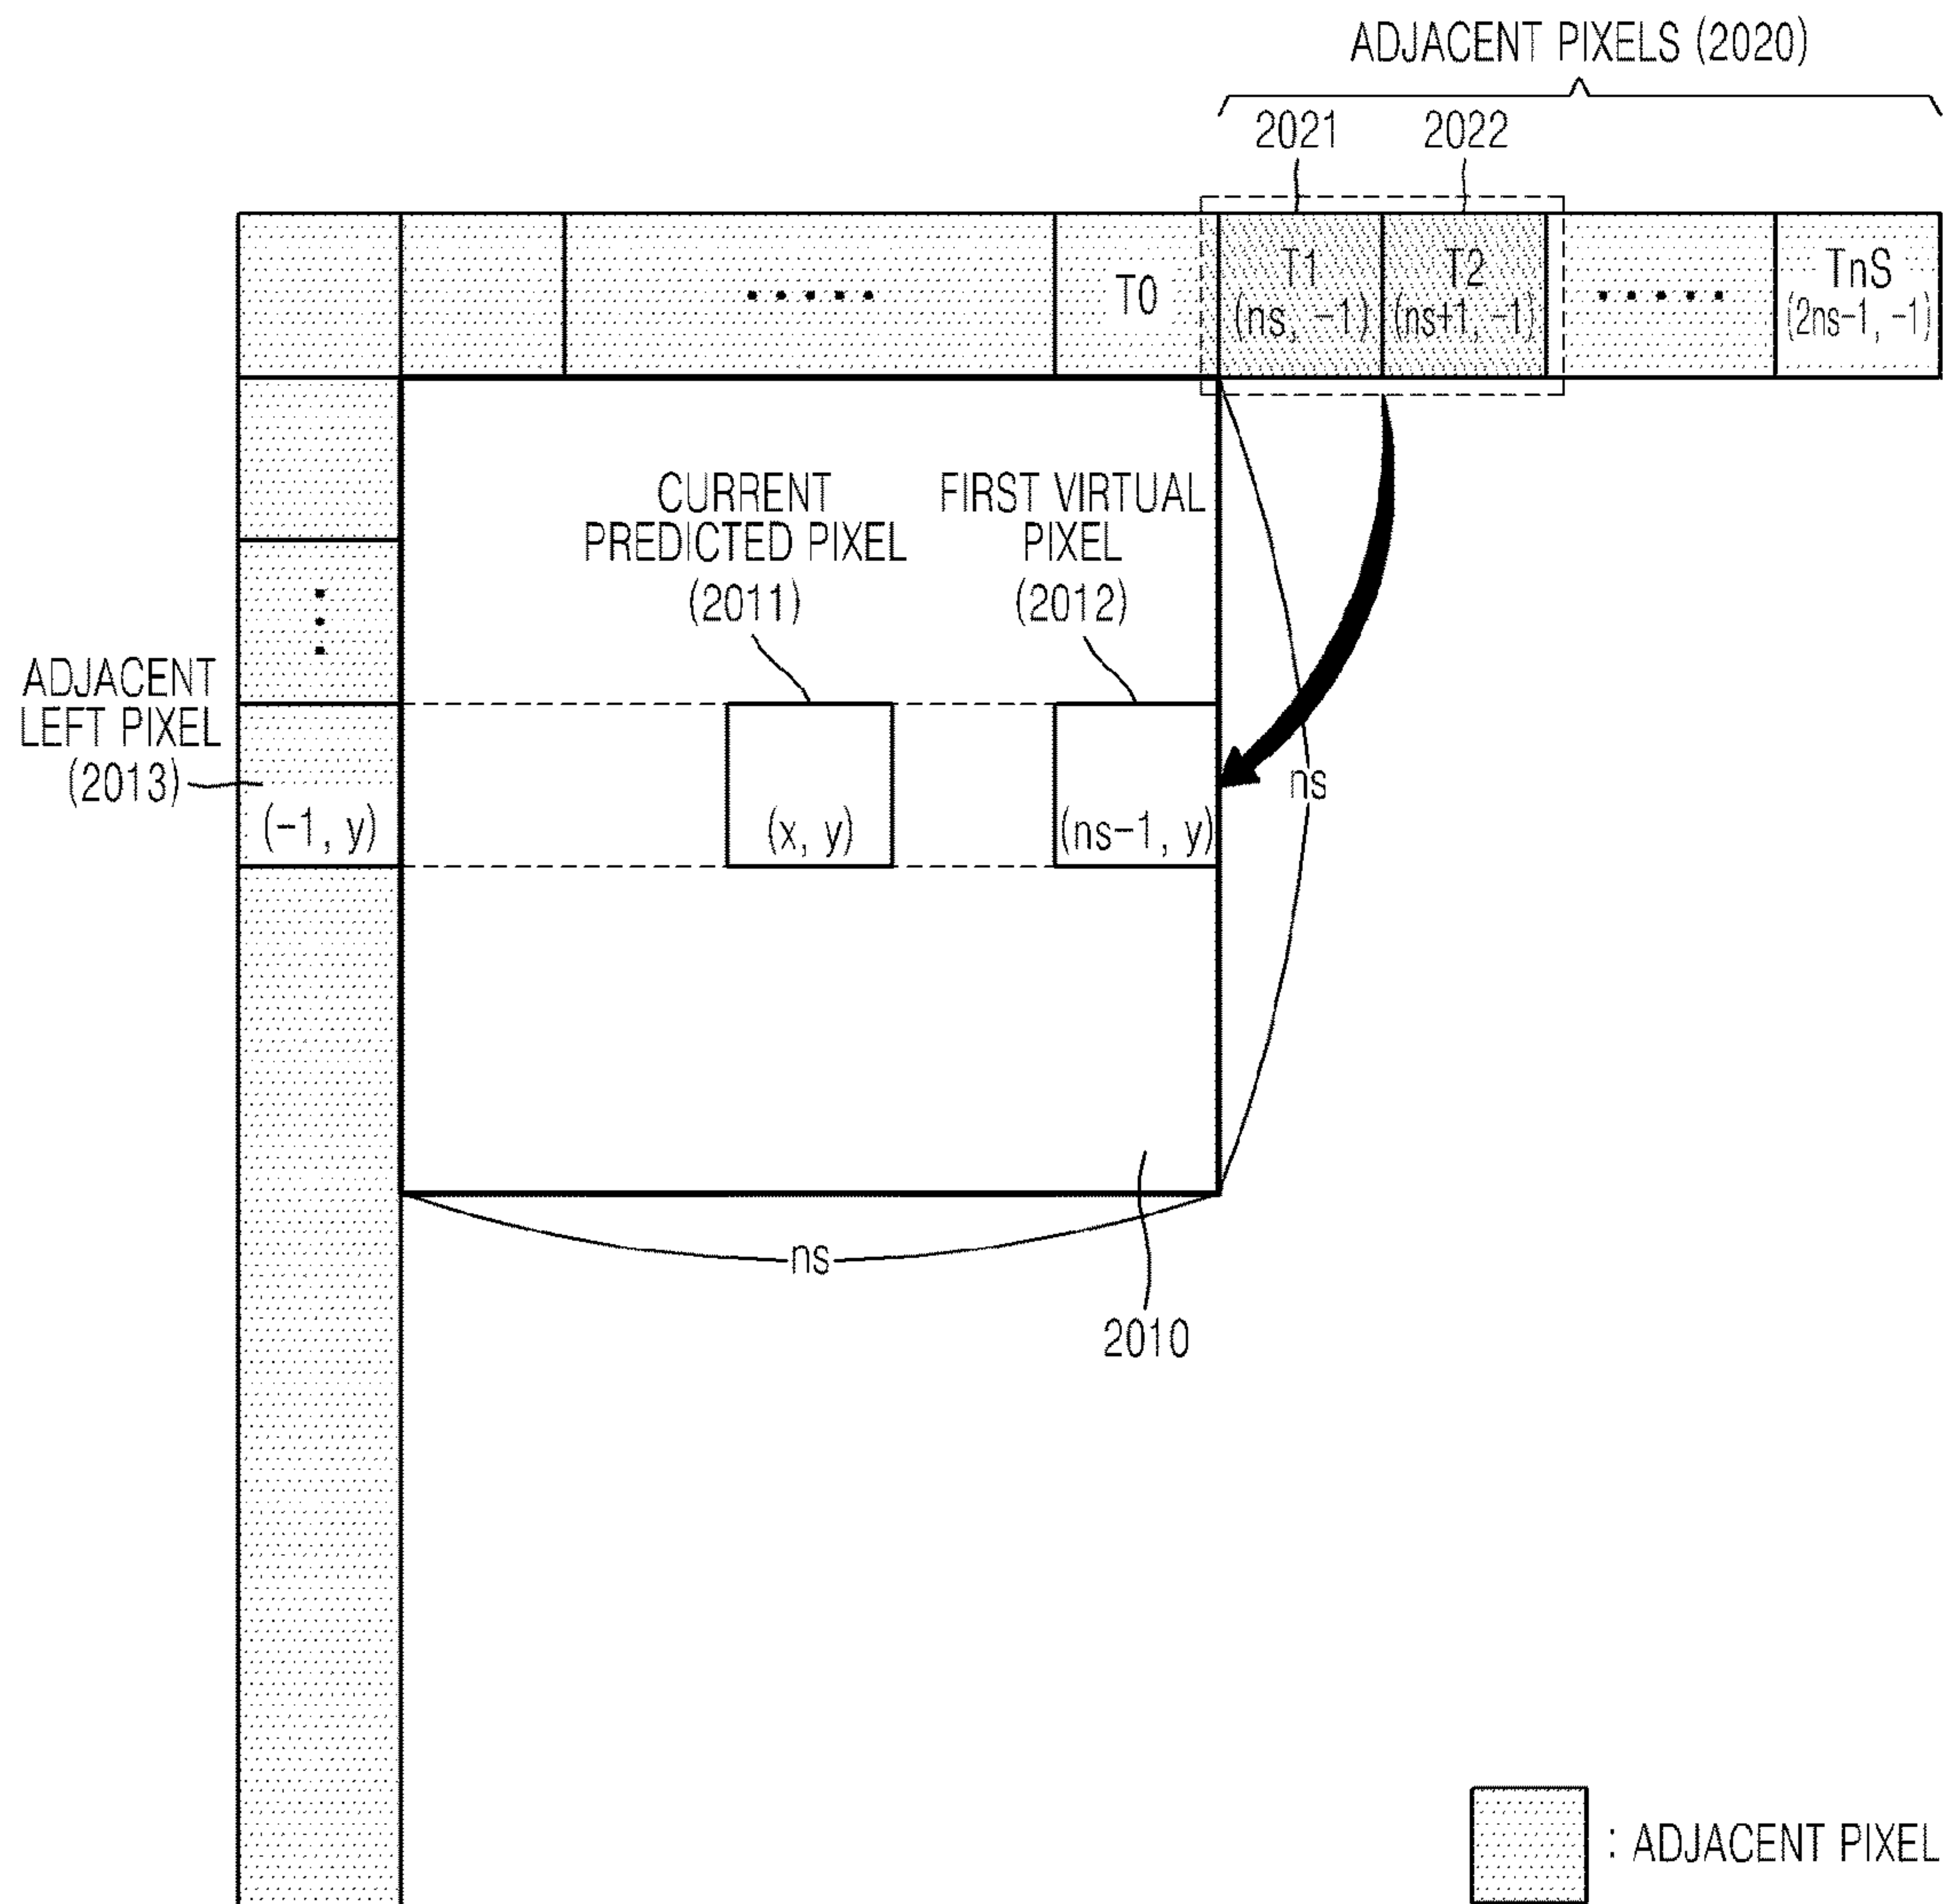 ADJACENT PIXELS (2020)
2021
2022
T0
T1
(ns, -1)
T2
(ns+1, -1)
TnS
(2ns-1, -1)
CURRENT
PREDICTED PIXEL
(2011)
FIRST VIRTUAL
PIXEL
(2012)
ADJACENT
LEFT PIXEL
(2013)
(-1, y)
(x, y)
(ns-1, y)
ns
ns
2010
: ADJACENT PIXEL